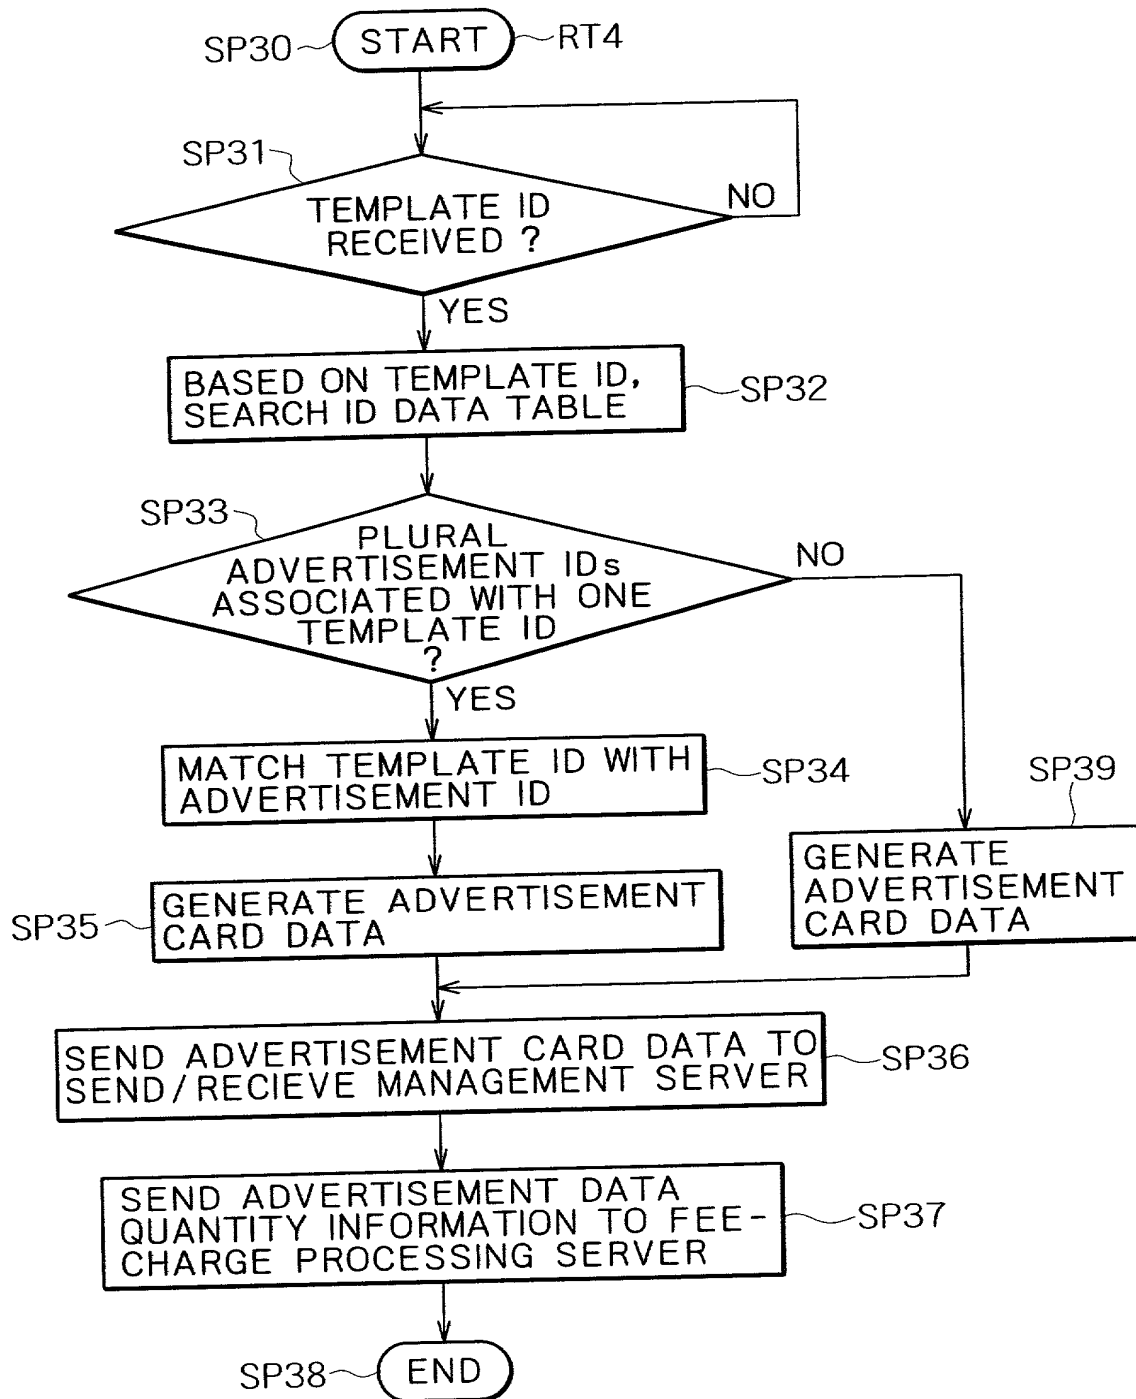 SP30
START
RT4
SP31
TEMPLATE ID
RECEIVED ?
NO
YES
BASED ON TEMPLATE ID,
SEARCH ID DATA TABLE
SP32
SP33
PLURAL
ADVERTISEMENT IDs
ASSOCIATED WITH ONE
TEMPLATE ID
?
NO
YES
MATCH TEMPLATE ID WITH
ADVERTISEMENT ID
SP34
SP39
GENERATE
ADVERTISEMENT
CARD DATA
SP35
GENERATE ADVERTISEMENT
CARD DATA
SEND ADVERTISEMENT CARD DATA TO
SEND/RECIEVE MANAGEMENT SERVER
SP36
SEND ADVERTISEMENT DATA
QUANTITY INFORMATION TO FEE-
CHARGE PROCESSING SERVER
SP37
SP38
END